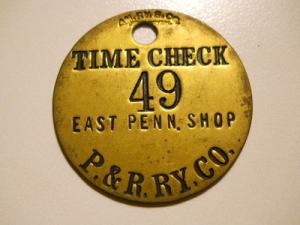 TIME CHECK
49
EAST PENN. SHOP
P. & R. RY. CO.